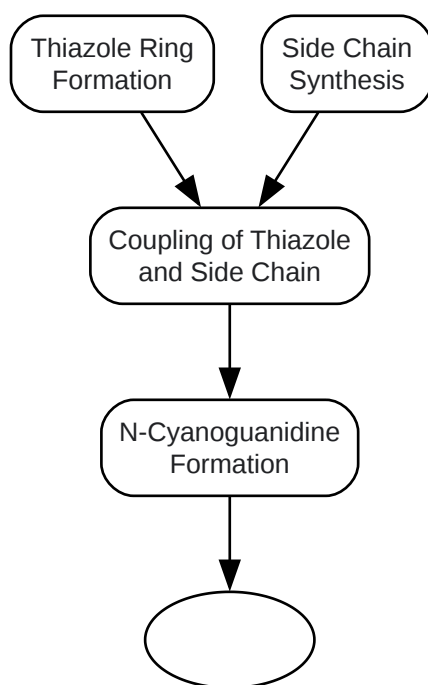 Thiazole Ring
Formation
Side Chain
Synthesis
Coupling of Thiazole
and Side Chain
N-Cyanoguanidine
Formation